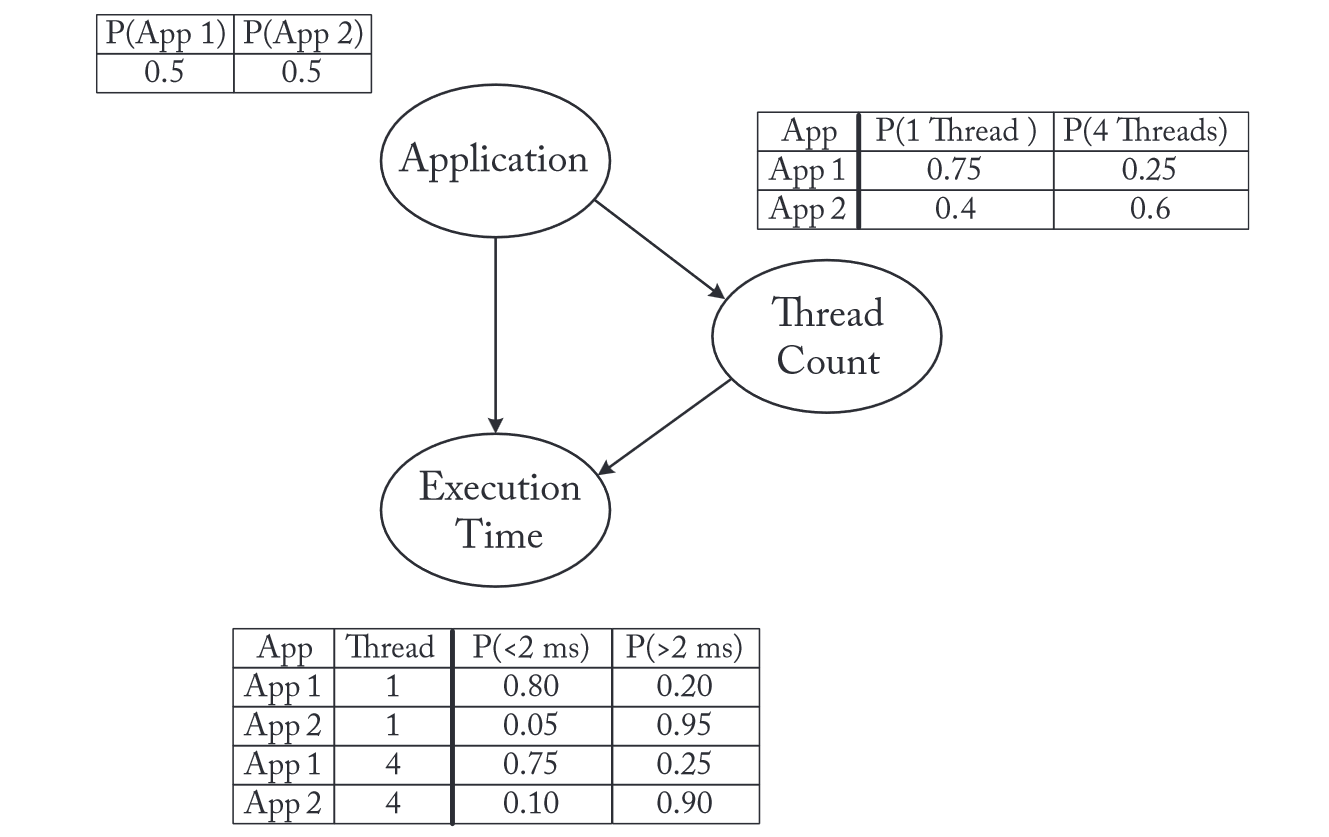 P(App 1) P(App 2)
0.5 0.5
Application
App P(1 Thread ) P(4 Threads)
App 1 0.75 0.25
App 2 0.4 0.6
Thread
Count
Execution
Time
App Thread P(<2 ms) P(>2 ms)
App 1 1 0.80 0.20
App 2 1 0.05 0.95
App 1 4 0.75 0.25
App 2 4 0.10 0.90